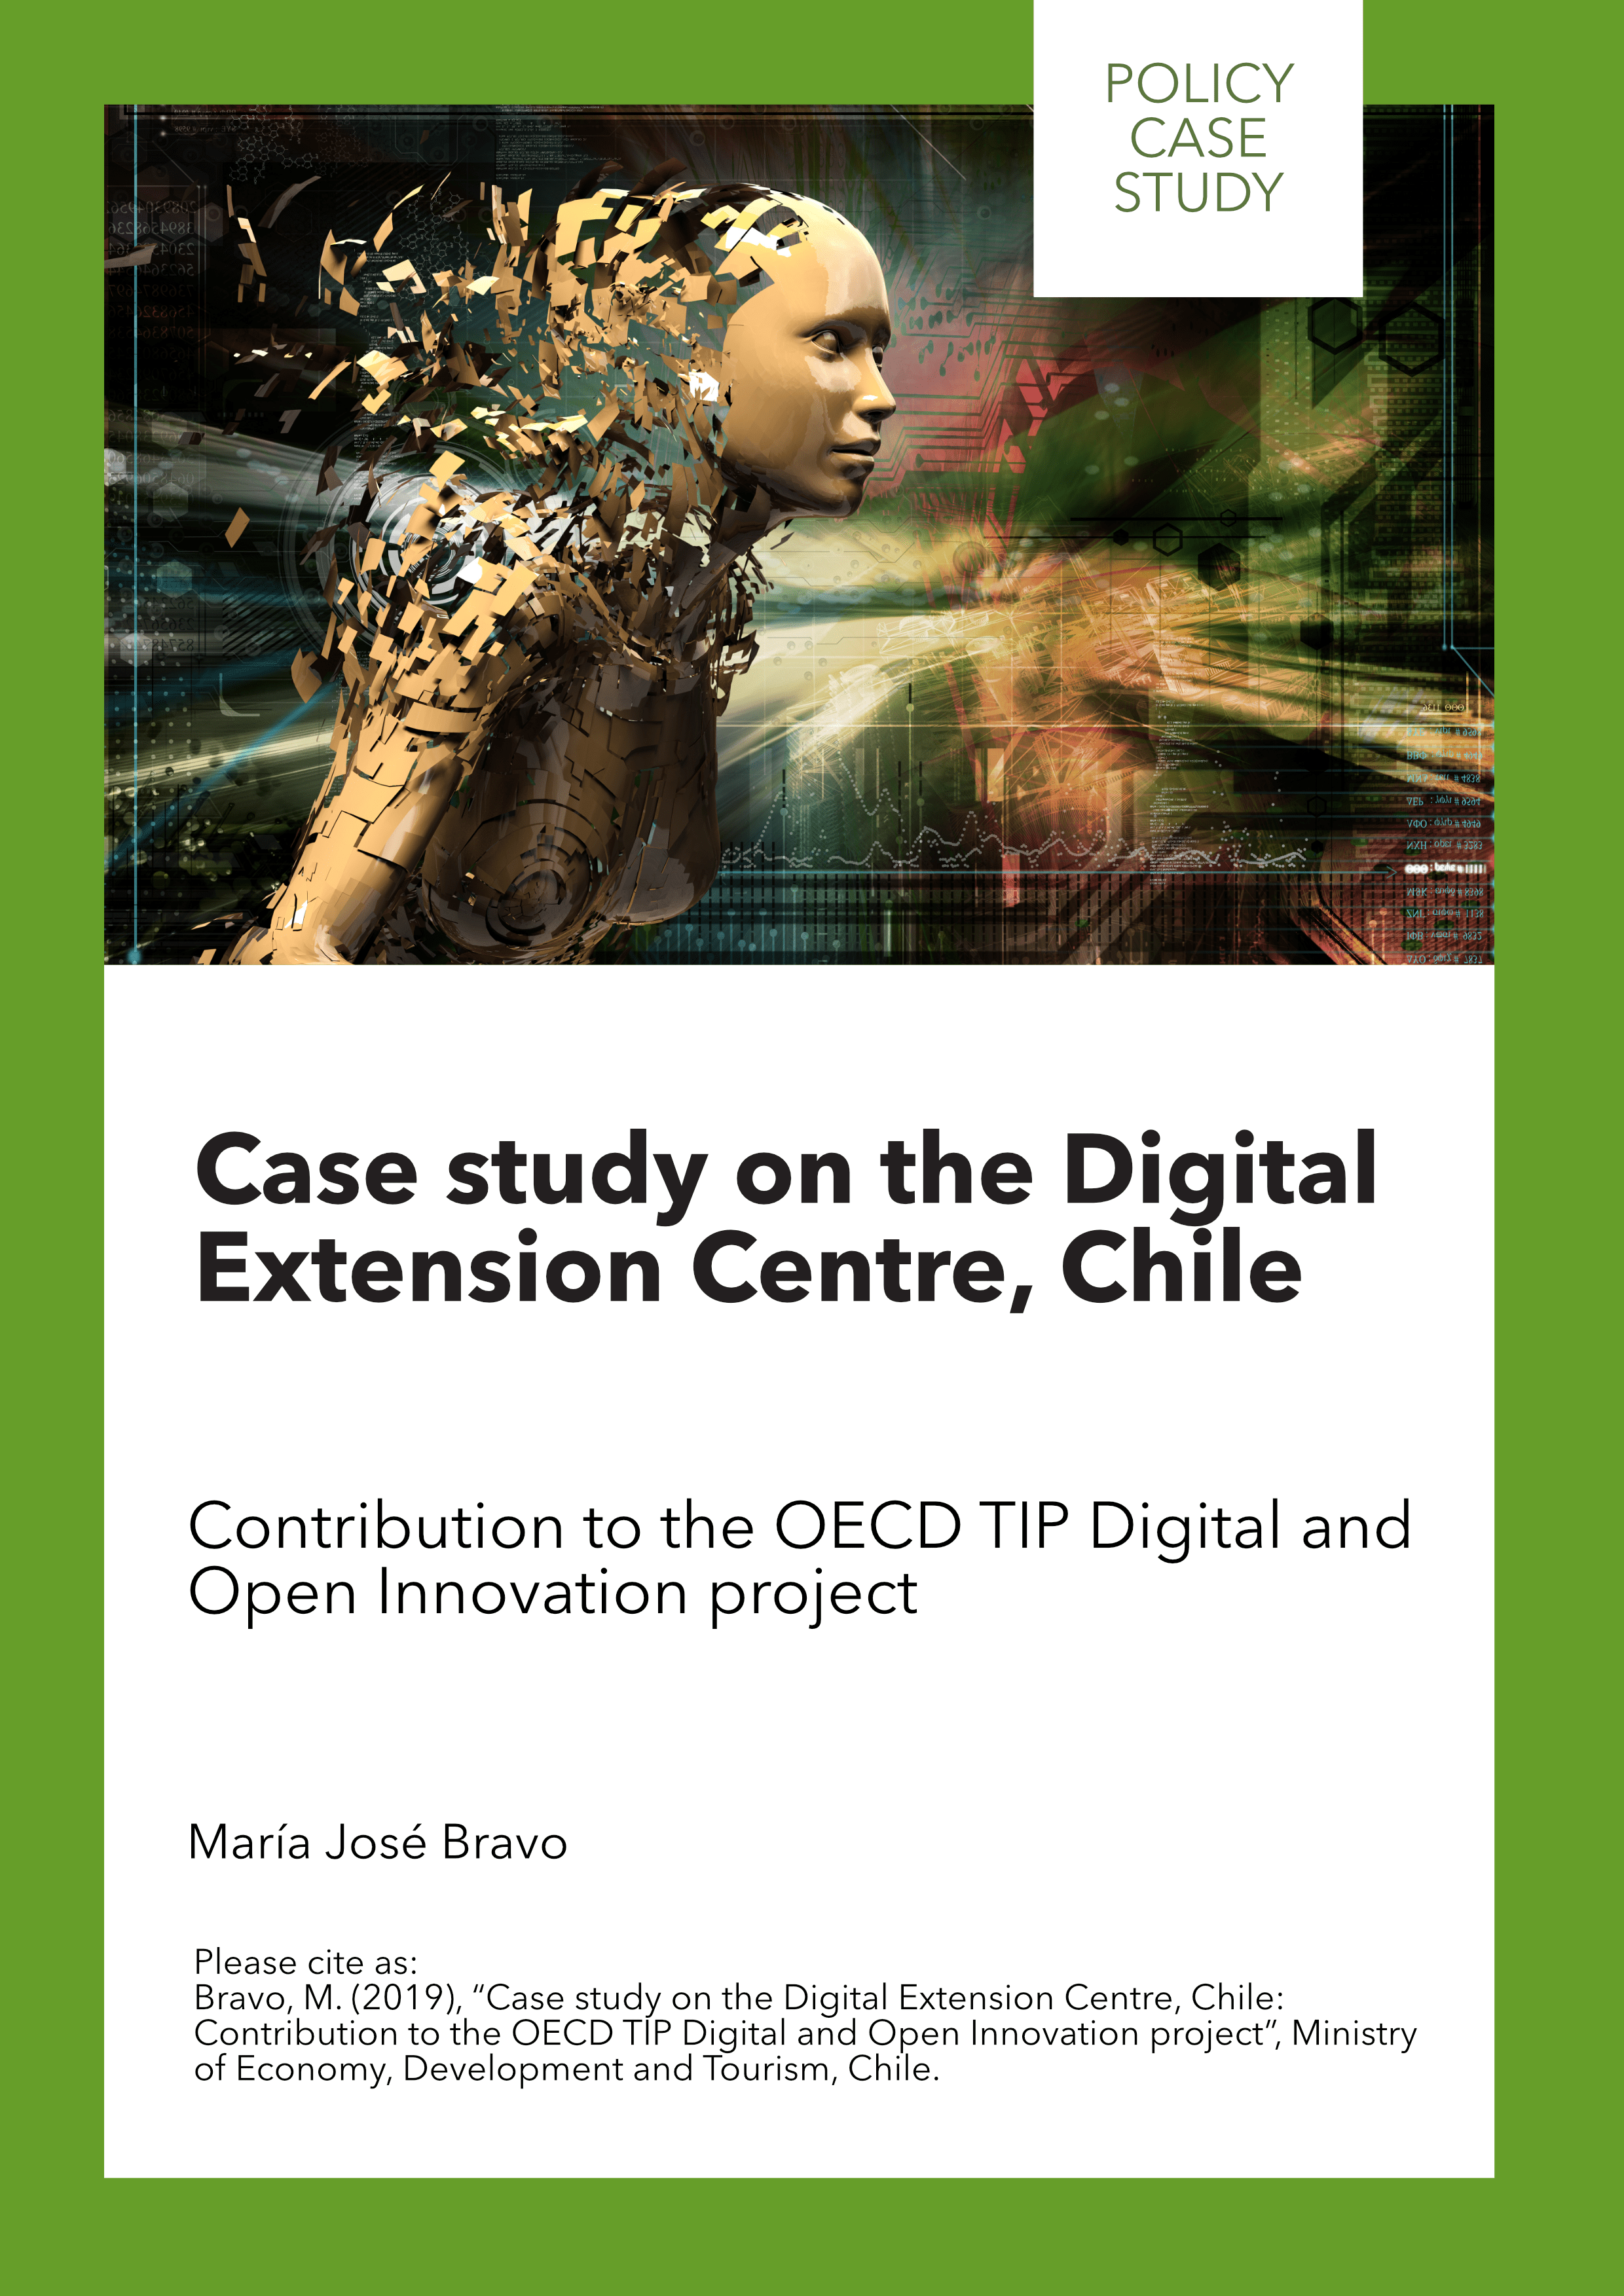 POLICY
CASE
STUDY
Case study on the Digital
Extension Centre, Chile
Contribution to the OECD TIP Digital and
Open Innovation project
María José Bravo
Please cite as:
Bravo, M. (2019), “Case study on the Digital Extension Centre, Chile:
Contribution to the OECD TIP Digital and Open Innovation project”, Ministry
of Economy, Development and Tourism, Chile.